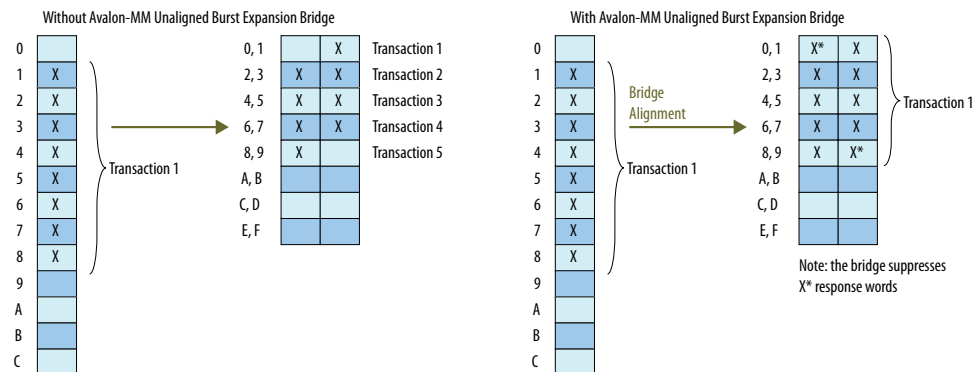 Without Avalon-MM Unaligned Burst Expansion Bridge
0
1 X
2 X
3 X
4 X
5 X
6 X
7 X
8 X
9
A
B
C
Transaction 1
0, 1 X Transaction 1
2, 3 X X Transaction 2
4, 5 X X Transaction 3
6, 7 X X Transaction 4
8, 9 X Transaction 5
A, B
C, D
E, F
With Avalon-MM Unaligned Burst Expansion Bridge
0
1 X
2 X
3 X
4 X
5 X
6 X
7 X
8 X
9
A
B
C
Transaction 1
Bridge
Alignment
0, 1 X* X
2, 3 X X
4, 5 X X
6, 7 X X
8, 9 X X*
A, B
C, D
E, F
Transaction 1
Note: the bridge suppresses
X* response words